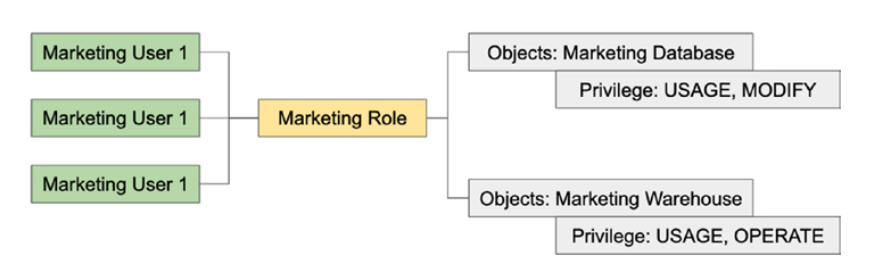 Marketing User 1
Marketing User 1
Marketing User 1
Marketing Role
Objects: Marketing Database
Privilege: USAGE, MODIFY
Objects: Marketing Warehouse
Privilege: USAGE, OPERATE